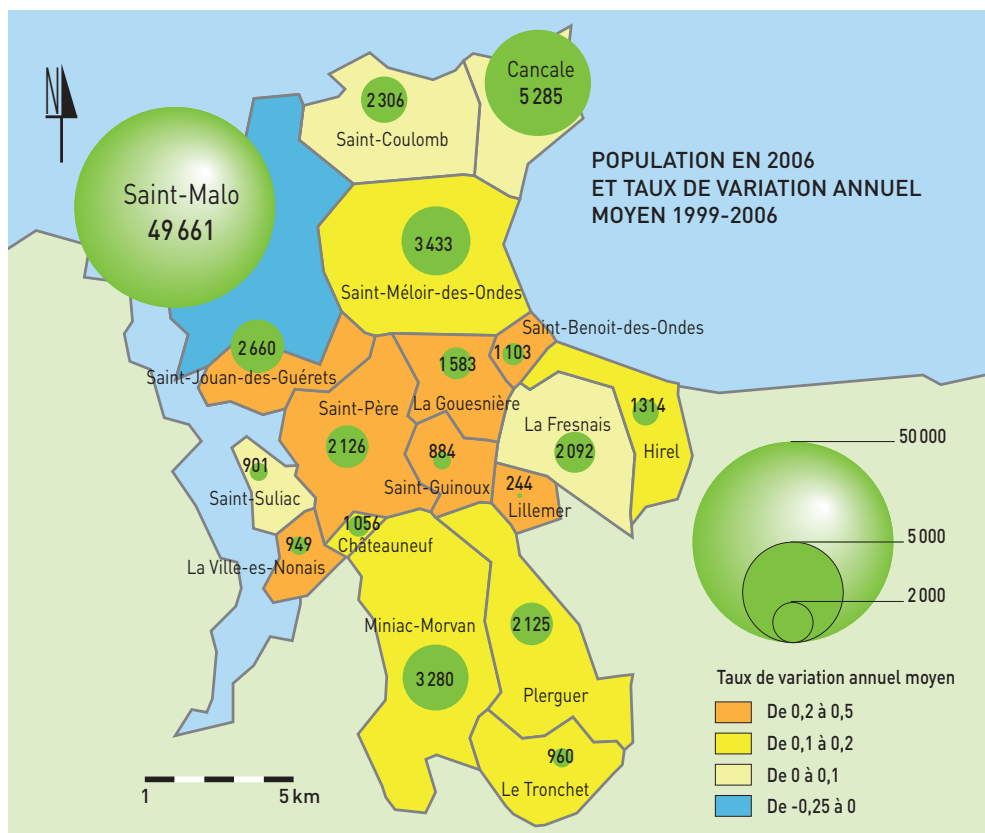 N
Cancale
5 285
2 306
Saint-Coulomb
POPULATION EN 2006
ET TAUX DE VARIATION ANNUEL
MOYEN 1999-2006
Saint-Malo
49 661
3 433
Saint-Méloir-des-Ondes
Saint-Benoit-des-Ondes
1 103
2 660
Saint-Jouan-des-Guérets
1 583
La Gouesnière
Saint-Père
2 126
1314
Hirel
La Fresnais
2 092
884
Saint-Guinoux
244
Lillemer
901
Saint-Suliac
1 056
Châteauneuf
949
La Ville-es-Nonais
Miniac-Morvan
3 280
2 125
Plerguer
960
Le Tronchet
50 000
5 000
2 000
Taux de variation annuel moyen
De 0,2 à 0,5
De 0,1 à 0,2
De 0 à 0,1
De -0,25 à 0
1 5 km